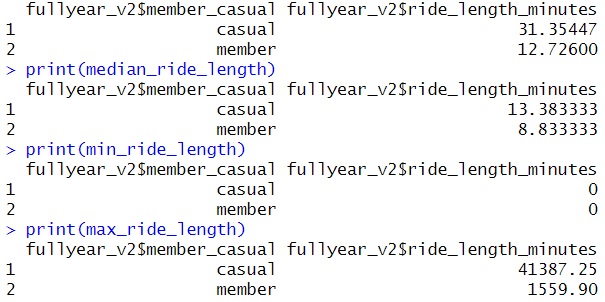 fullyear_v2$member_casual fullyear_v2$ride_length_minutes
1 casual 31.35447
2 member 12.72600
> print(median_ride_length)
fullyear_v2$member_casual fullyear_v2$ride_length_minutes
1 casual 13.383333
2 member 8.833333
> print(min_ride_length)
fullyear_v2$member_casual fullyear_v2$ride_length_minutes
1 casual 0
2 member 0
> print(max_ride_length)
fullyear_v2$member_casual fullyear_v2$ride_length_minutes
1 casual 41387.25
2 member 1559.90